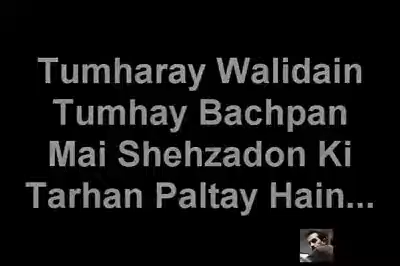 Tumharay Walidain
Tumhay Bachpan
Mai Shehzadon Ki
Tarhan Paltay Hain...